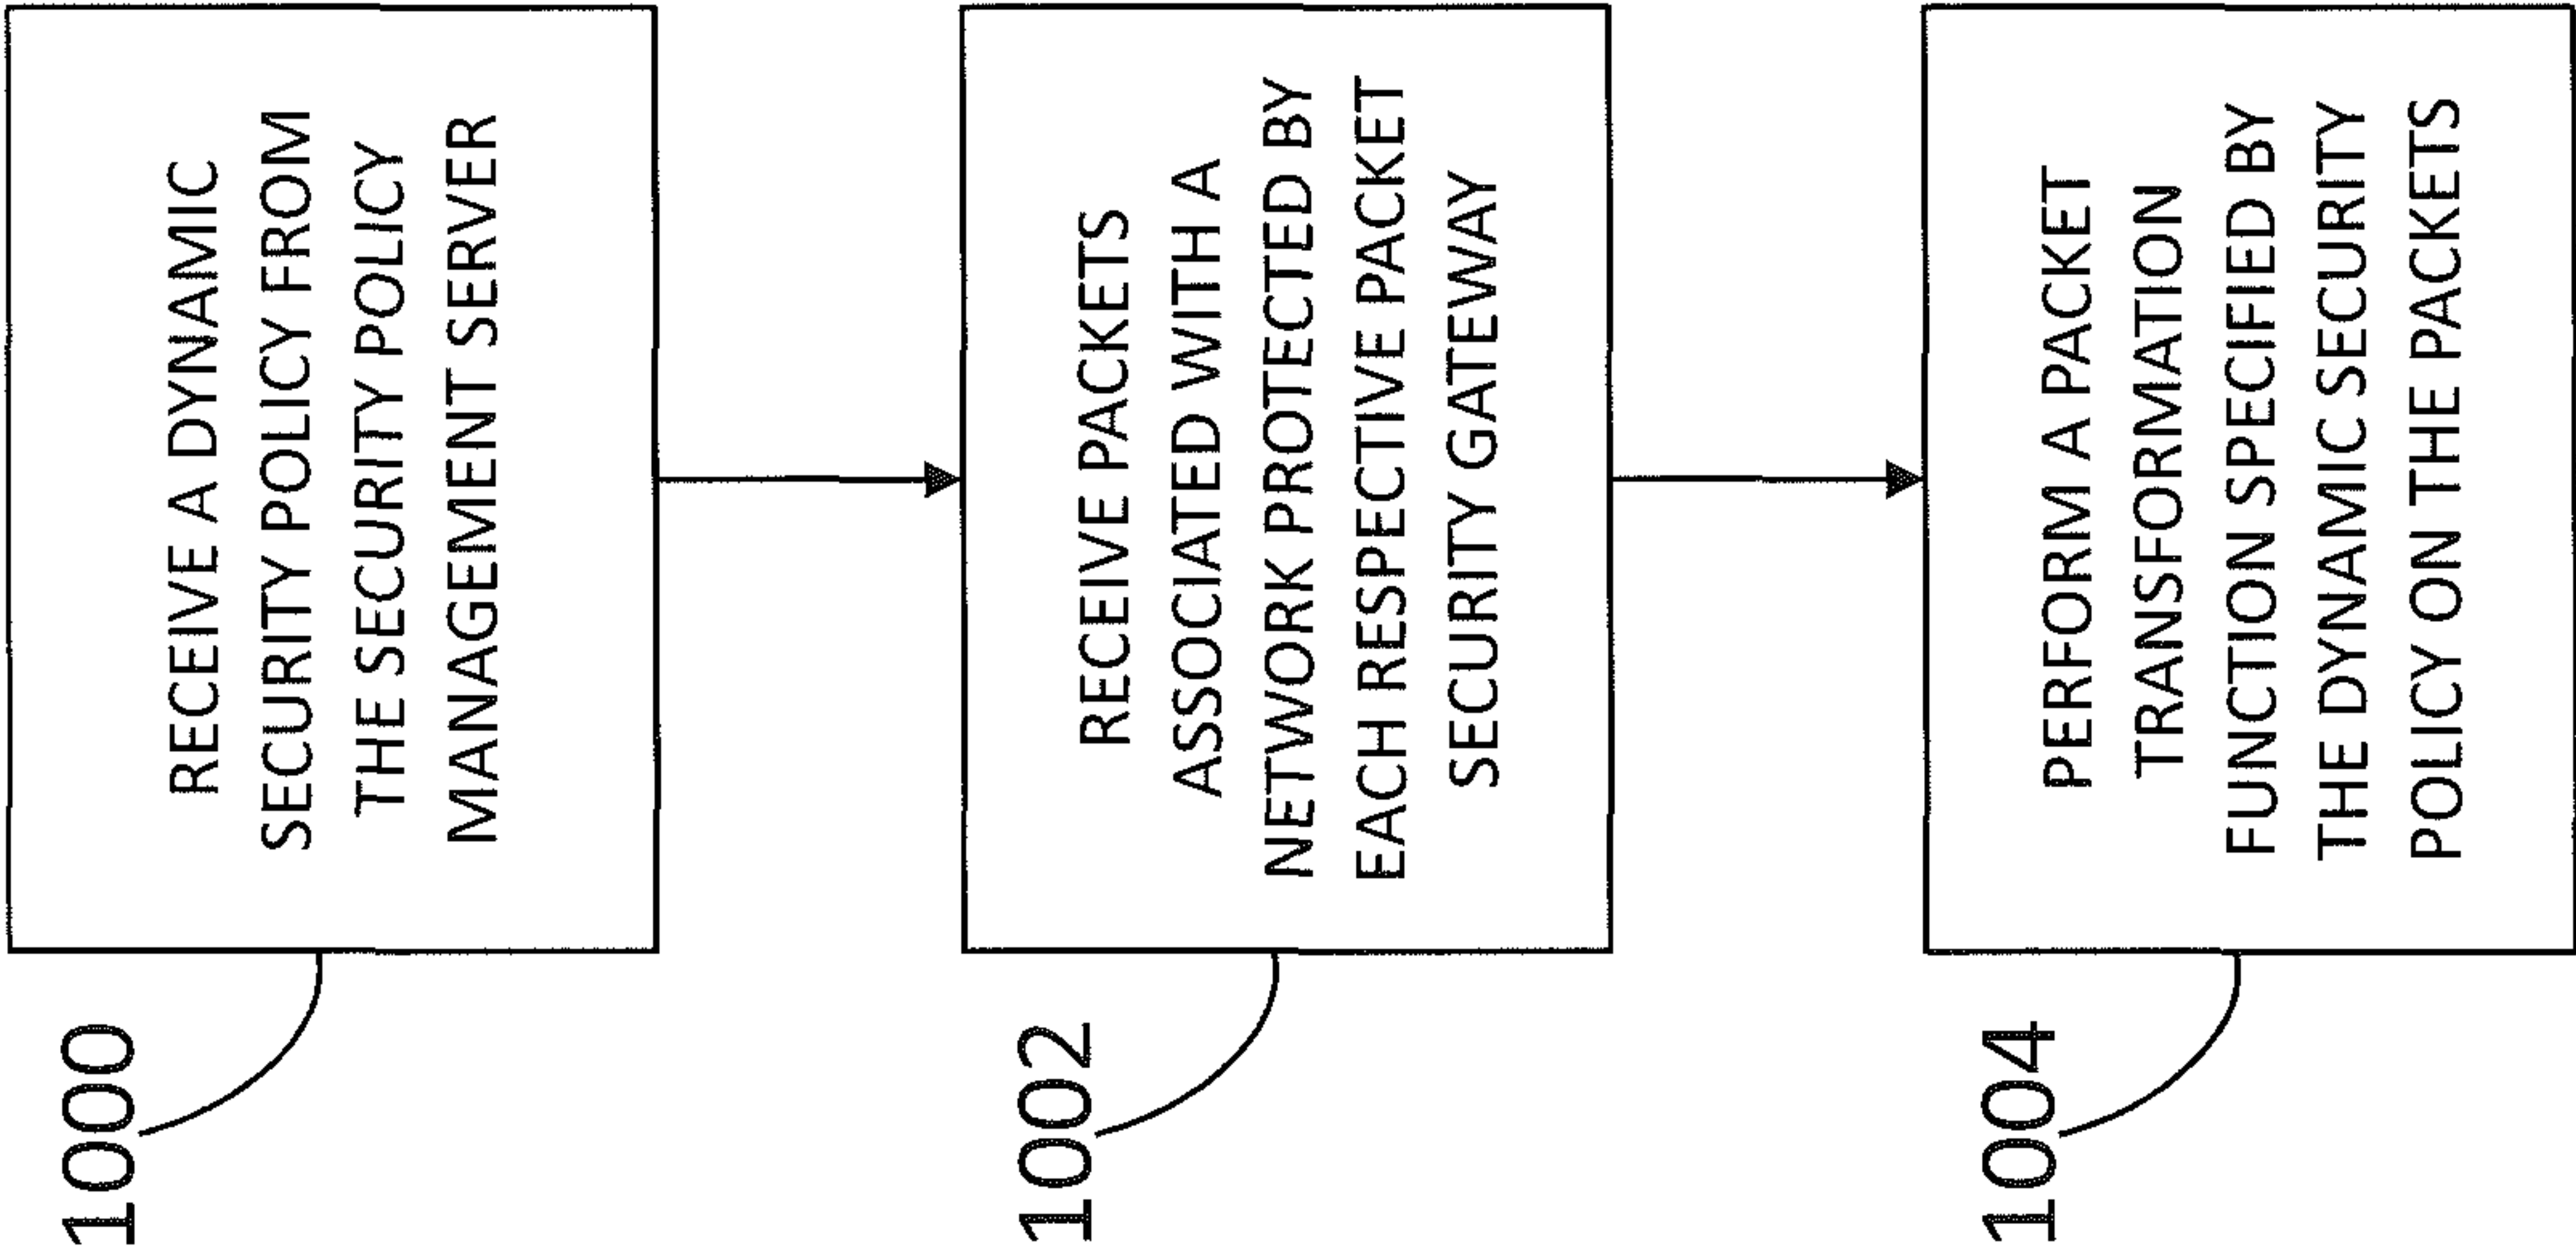 1000
RECEIVE A DYNAMIC
SECURITY POLICY FROM
THE SECURITY POLICY
MANAGEMENT SERVER
1002
RECEIVE PACKETS
ASSOCIATED WITH A
NETWORK PROTECTED BY
EACH RESPECTIVE PACKET
SECURITY GATEWAY
1004
PERFORM A PACKET
TRANSFORMATION
FUNCTION SPECIFIED BY
THE DYNAMIC SECURITY
POLICY ON THE PACKETS